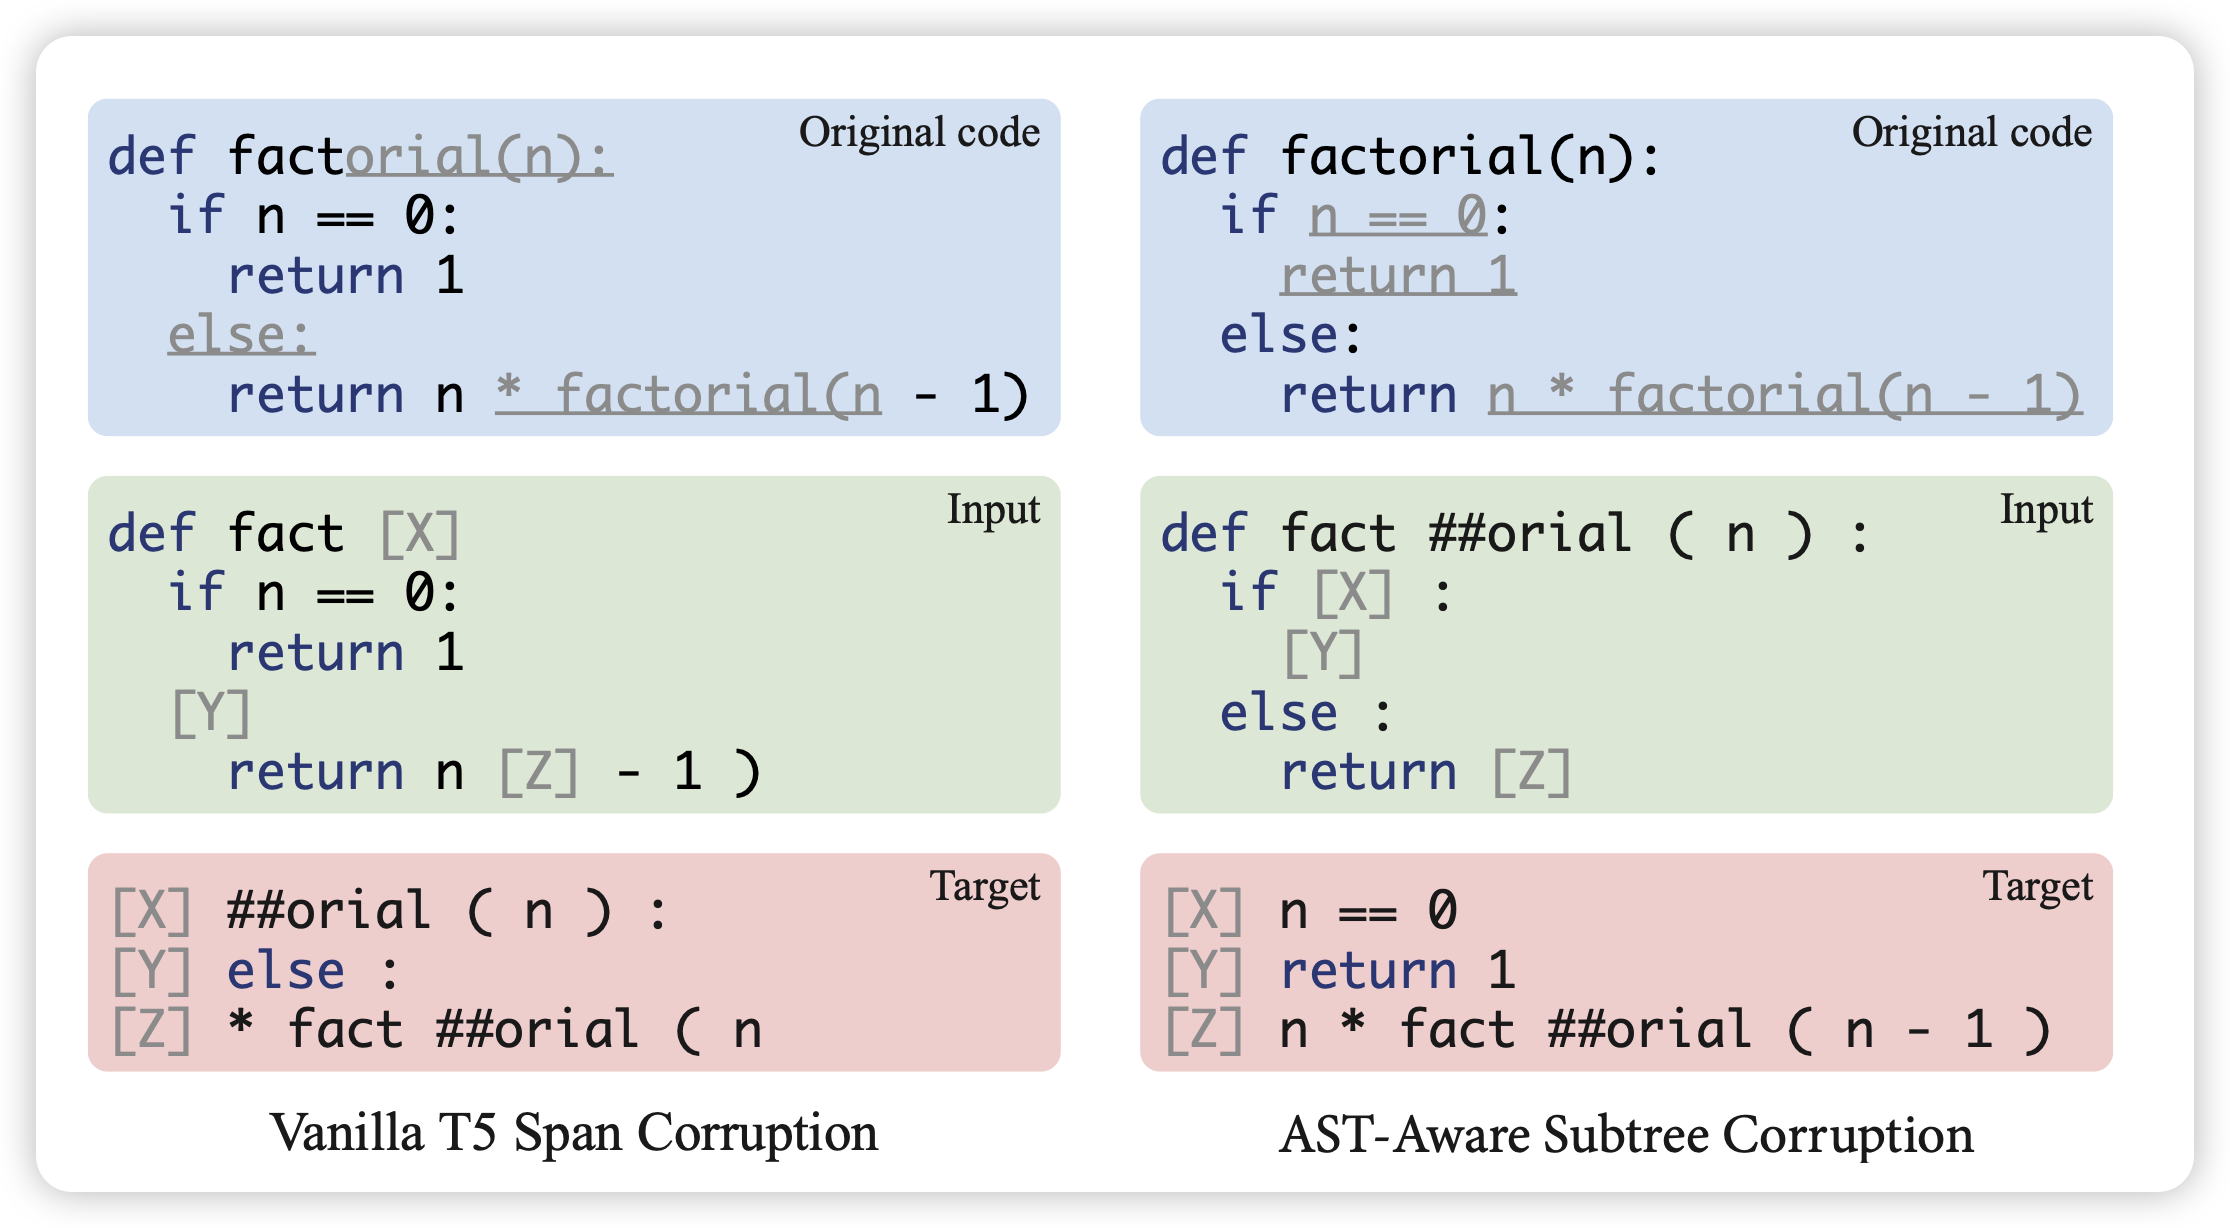 Original code
def factorial(n):
  if n == 0:
    return 1
  else:
    return n * factorial(n - 1)
Input
def fact [X]
  if n == 0:
    return 1
  [Y]
    return n [Z] - 1 )
Target
[X] ##orial ( n ) :
[Y] else :
[Z] * fact ##orial ( n
Vanilla T5 Span Corruption
Original code
def factorial(n):
  if n == 0:
    return 1
  else:
    return n * factorial(n - 1)
Input
def fact ##orial ( n ) :
  if [X] :
    [Y]
  else :
    return [Z]
Target
[X] n == 0
[Y] return 1
[Z] n * fact ##orial ( n - 1 )
AST-Aware Subtree Corruption